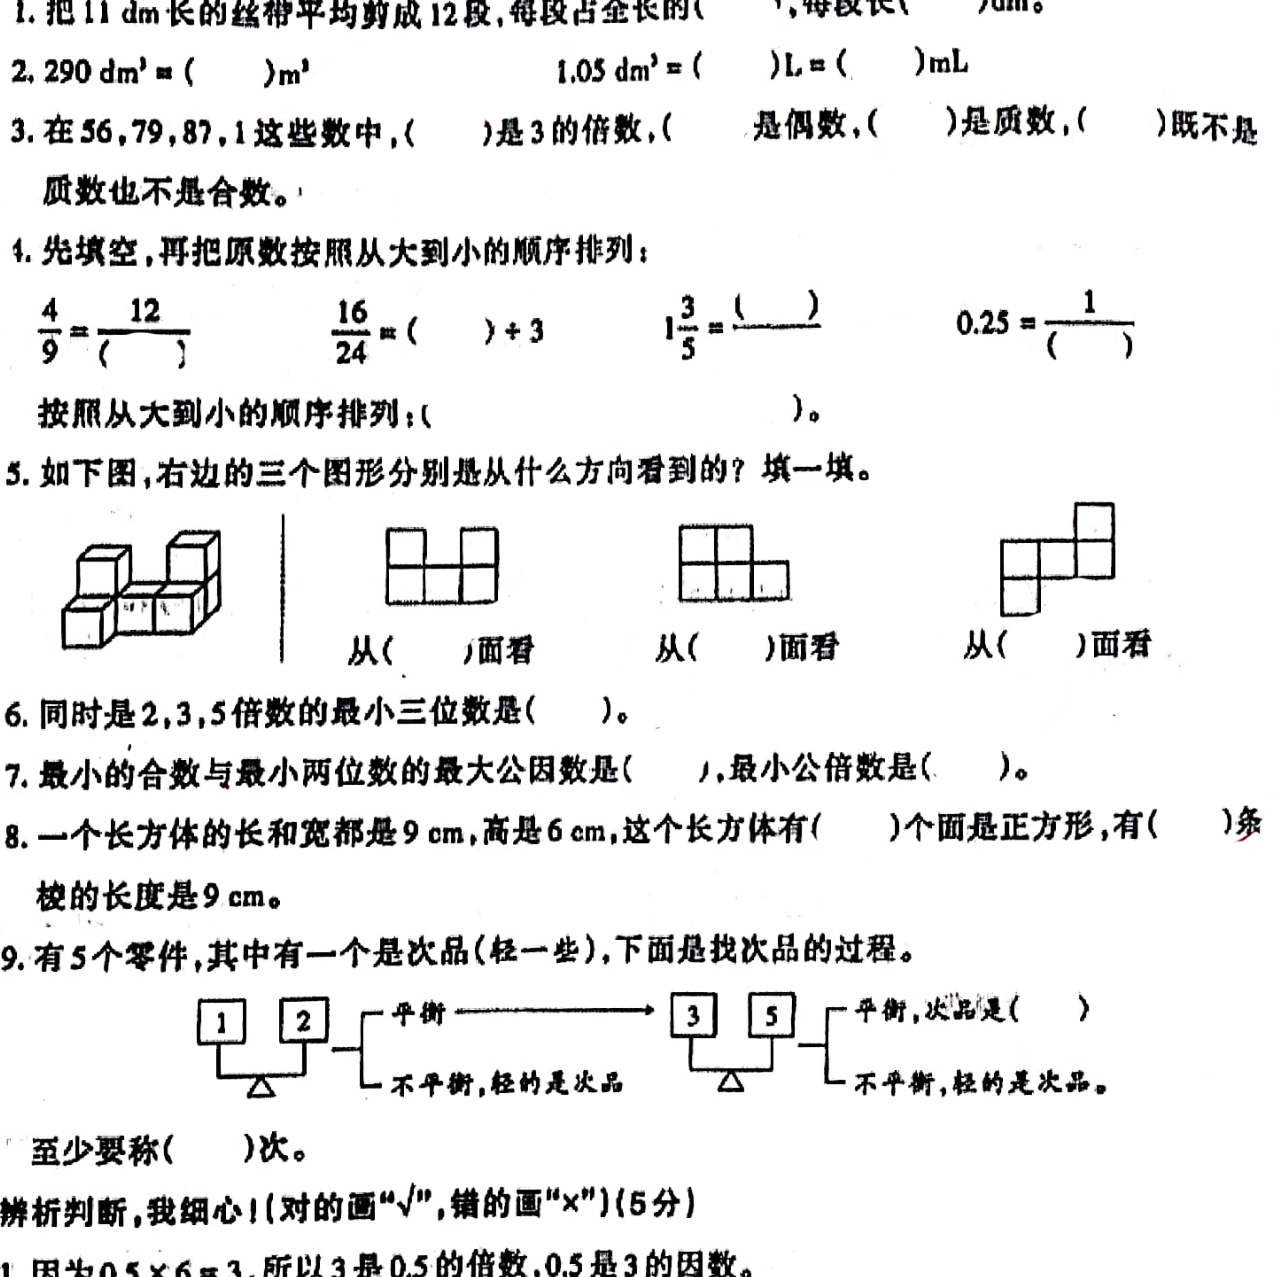 1. 把11 dm长的丝带平均剪成12段,每段占全长的( ),每段长( )dm。
2. 290 dm³=( )m³ 1.05 dm³=( )L=( )mL
3. 在56,79,87,1这些数中,( )是3的倍数,( 是偶数,( )是质数,( )既不是
质数也不是合数。
4. 先填空,再把原数按照从大到小的顺序排列:
4/9=12/( ) 16/24=( )÷3 1 3/5=( )/ 0.25=1/( )
按照从大到小的顺序排列:( )。
5. 如下图,右边的三个图形分别是从什么方向看到的?填一填。
从( )面看 从( )面看 从( )面看
6. 同时是2,3,5倍数的最小三位数是( )。
7. 最小的合数与最小两位数的最大公因数是( ),最小公倍数是( )。
8. 一个长方体的长和宽都是9 cm,高是6 cm,这个长方体有( )个面是正方形,有( )条
棱的长度是9 cm。
9. 有5个零件,其中有一个是次品(轻一些),下面是找次品的过程。
1 2 平衡 3 5 平衡,次品是( )
不平衡,轻的是次品 不平衡,轻的是次品。
至少要称( )次。
辨析判断,我细心!(对的画“√”,错的画“×”)(5分)
1. 因为0.5×6=3,所以3是0.5的倍数,0.5是3的因数。